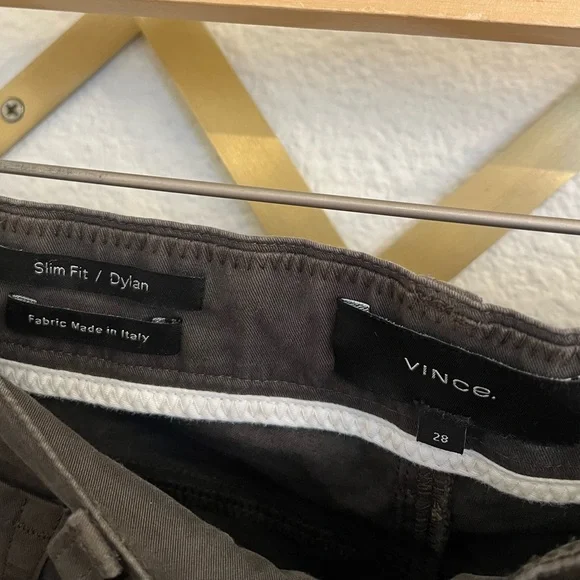 Slim Fit / Dylan
Fabric Made in Italy
VINCE.
28